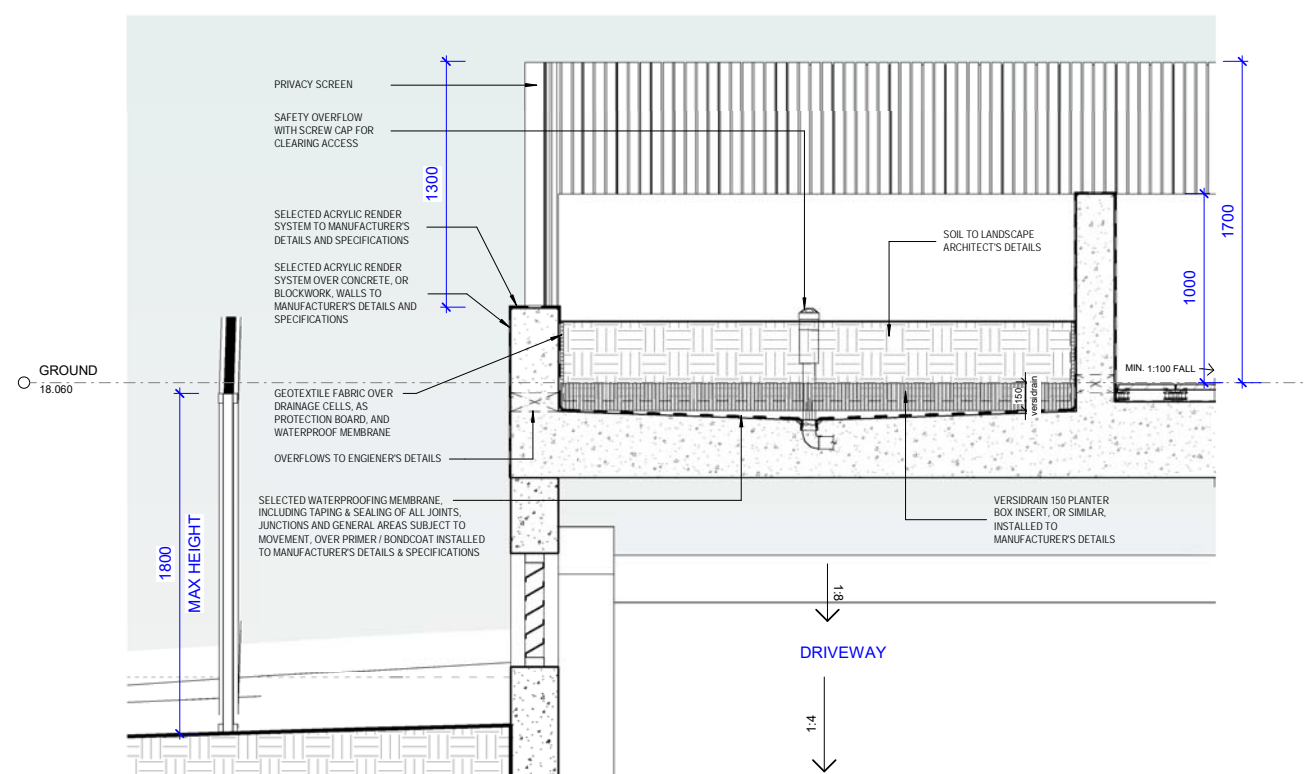 PRIVACY SCREEN
SAFETY OVERFLOW
WITH SCREW CAP FOR
CLEARING ACCESS
1300
SELECTED ACRYLIC RENDER
SYSTEM TO MANUFACTURER'S
DETAILS AND SPECIFICATIONS
SELECTED ACRYLIC RENDER
SYSTEM OVER CONCRETE, OR
BLOCKWORK, WALLS TO
MANUFACTURER'S DETAILS AND
SPECIFICATIONS
SOIL TO LANDSCAPE
ARCHITECT'S DETAILS
1700
1000
MIN. 1:100 FALL
GROUND
18.060
GEOTEXTILE FABRIC OVER
DRAINAGE CELLS, AS
PROTECTION BOARD, AND
WATERPROOF MEMBRANE
150
versidrain
OVERFLOWS TO ENGIENER'S DETAILS
SELECTED WATERPROOFING MEMBRANE,
INCLUDING TAPING & SEALING OF ALL JOINTS,
JUNCTIONS AND GENERAL AREAS SUBJECT TO
MOVEMENT, OVER PRIMER / BONDCOAT INSTALLED
TO MANUFACTURER'S DETAILS & SPECIFICATIONS
VERSIDRAIN 150 PLANTER
BOX INSERT, OR SIMILAR,
INSTALLED TO
MANUFACTURER'S DETAILS
1800
MAX HEIGHT
1:8
DRIVEWAY
1:4